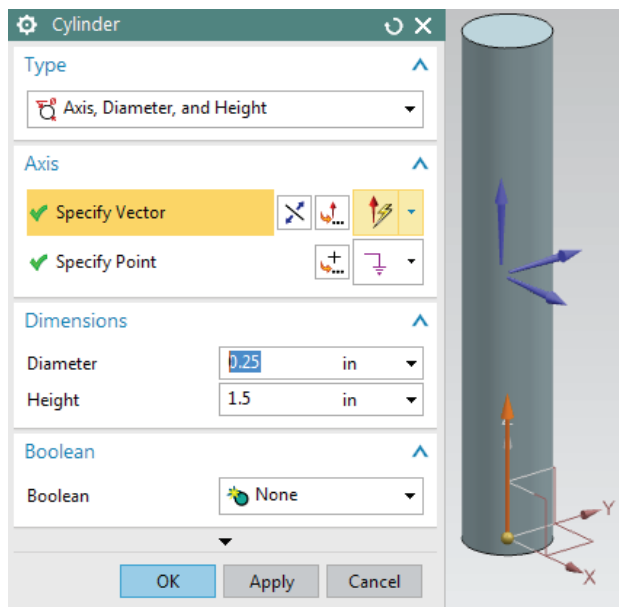 Cylinder
Type
Axis, Diameter, and Height
Axis
Specify Vector
Specify Point
Dimensions
Diameter 0.25 in
Height 1.5 in
Boolean
Boolean None
OK Apply Cancel
Y
X